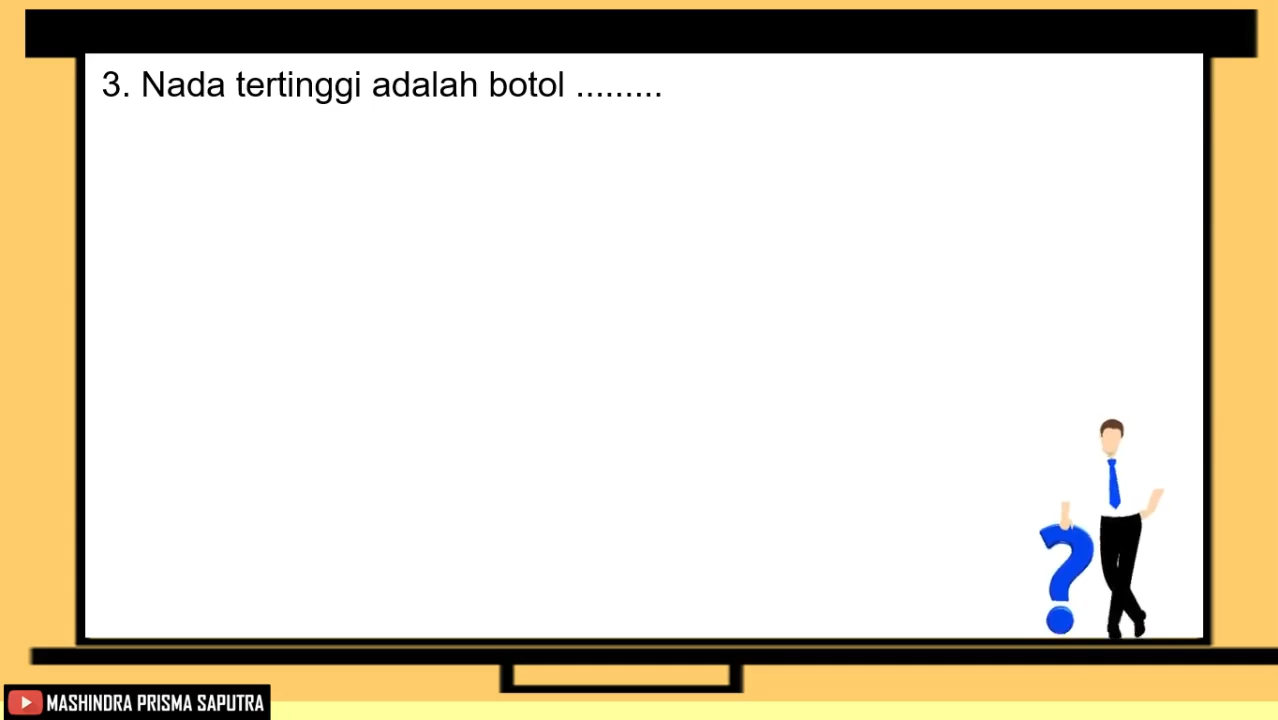 3. Nada tertinggi adalah botol .........
MASHINDRA PRISMA SAPUTRA